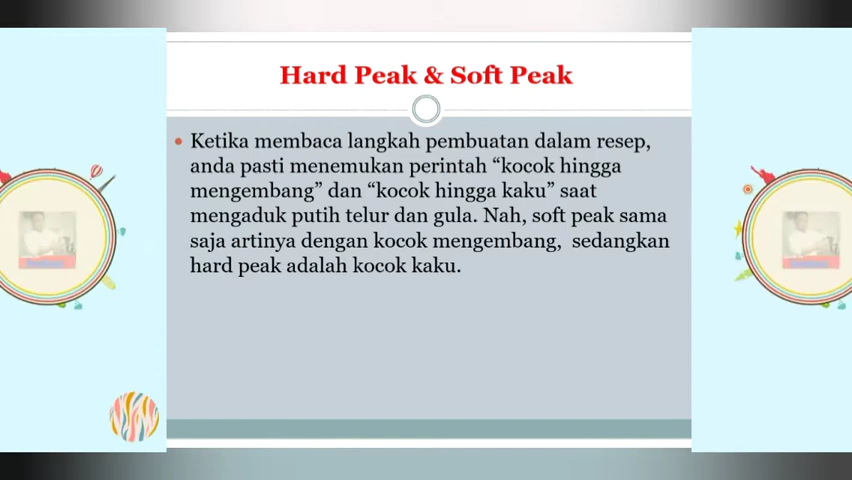 Hard Peak & Soft Peak
Ketika membaca langkah pembuatan dalam resep,
anda pasti menemukan perintah “kocok hingga
mengembang” dan “kocok hingga kaku” saat
mengaduk putih telur dan gula. Nah, soft peak sama
saja artinya dengan kocok mengembang, sedangkan
hard peak adalah kocok kaku.